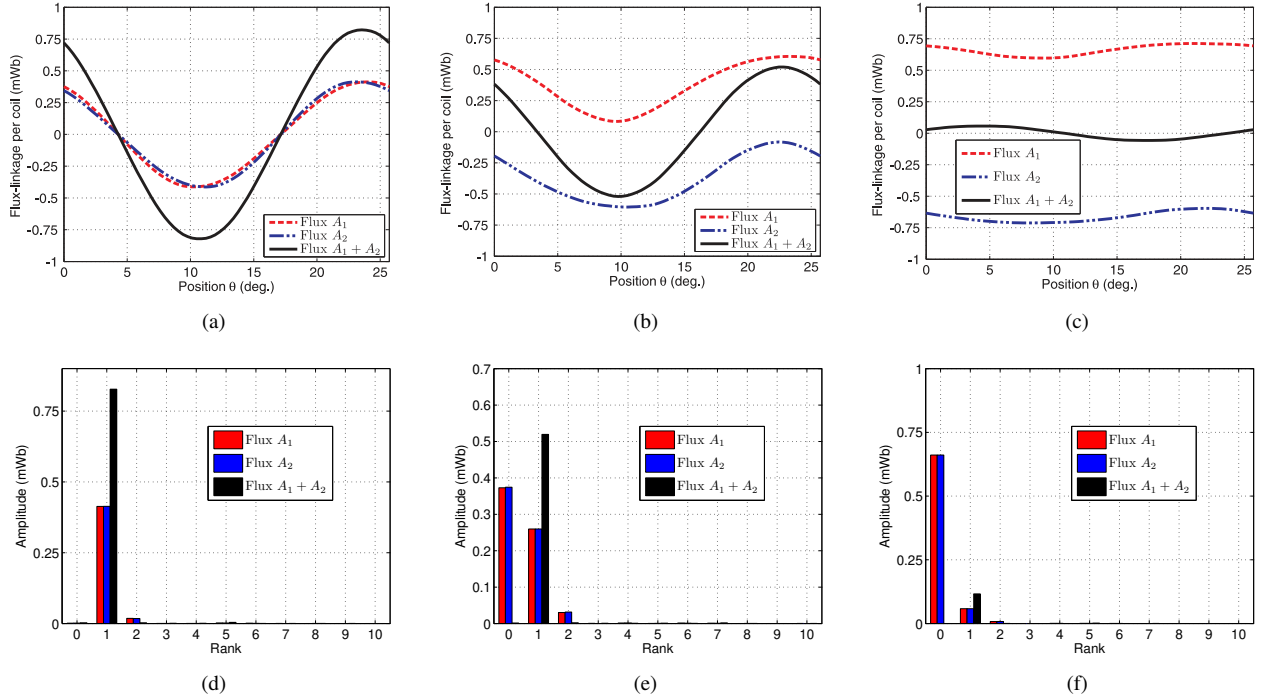 Flux-linkage per coil (mWb)
1
0.75
0.5
0.25
0
-0.25
-0.5
-0.75
-1
0 5 10 15 20 25
Position θ (deg.)
Flux A₁
Flux A₂
Flux A₁ + A₂
(a)
Flux-linkage per coil (mWb)
1
0.75
0.5
0.25
0
-0.25
-0.5
-0.75
-1
0 5 10 15 20 25
Position θ (deg.)
Flux A₁
Flux A₂
Flux A₁ + A₂
(b)
Flux-linkage per coil (mWb)
1
0.75
0.5
0.25
0
-0.25
-0.5
-0.75
-1
0 5 10 15 20 25
Position θ (deg.)
Flux A₁
Flux A₂
Flux A₁ + A₂
(c)
Amplitude (mWb)
0.75
0.5
0.25
0
0 1 2 3 4 5 6 7 8 9 10
Rank
Flux A₁
Flux A₂
Flux A₁ + A₂
(d)
Amplitude (mWb)
0.7
0.6
0.5
0.4
0.3
0.2
0.1
0
0 1 2 3 4 5 6 7 8 9 10
Rank
Flux A₁
Flux A₂
Flux A₁ + A₂
(e)
Amplitude (mWb)
1
0.75
0.5
0.25
0
0 1 2 3 4 5 6 7 8 9 10
Rank
Flux A₁
Flux A₂
Flux A₁ + A₂
(f)